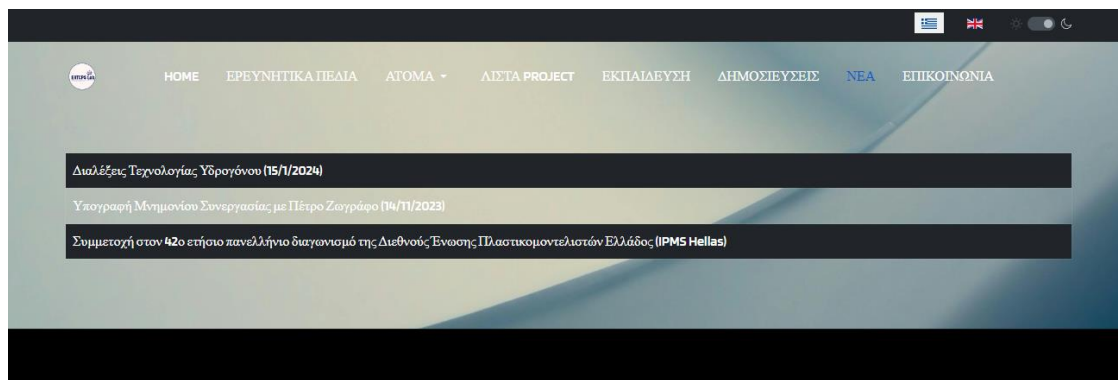 HOME ΕΡΕΥΝΗΤΙΚΑ ΠΕΔΙΑ ΑΤΟΜΑ ΛΙΣΤΑ PROJECT ΕΚΠΑΙΔΕΥΣΗ ΔΗΜΟΣΙΕΥΣΕΙΣ ΝΕΑ ΕΠΙΚΟΙΝΩΝΙΑ
Διαλέξεις Τεχνολογίας Υδρογόνου (15/1/2024)
Υπογραφή Μνημονίου Συνεργασίας με Πέτρο Ζωγράφο (14/11/2023)
Συμμετοχή στον 42ο ετήσιο πανελλήνιο διαγωνισμό της Διεθνούς Ένωσης Πλαστικομοντελιστών Ελλάδος (IPMS Hellas)